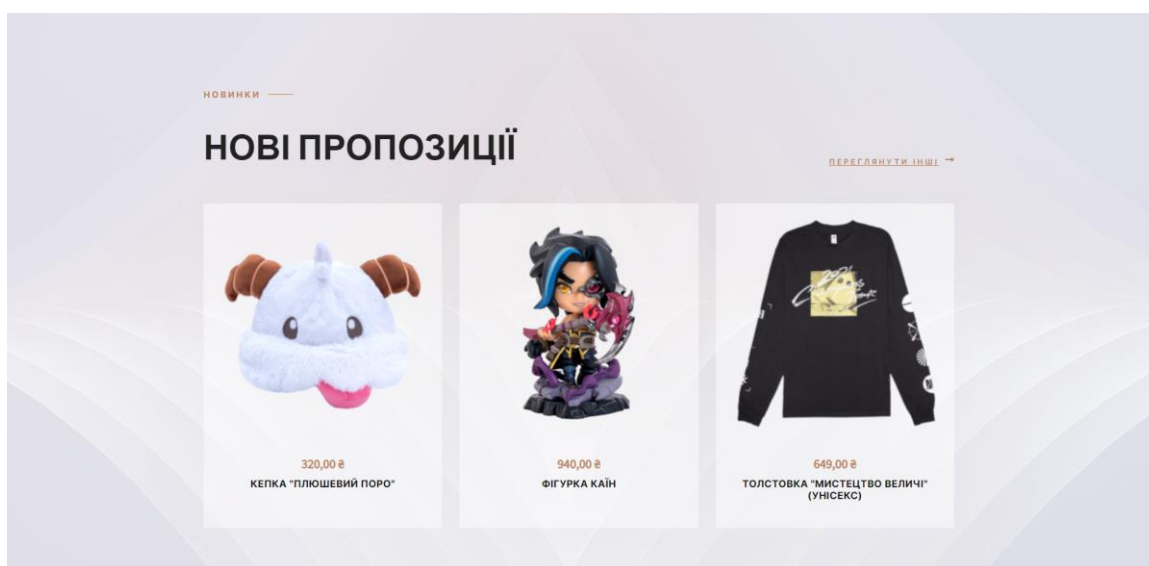 НОВИНКИ
НОВІ ПРОПОЗИЦІЇ
ПЕРЕГЛЯНУТИ ІНШІ →
320,00 ₴
КЕПКА "ПЛЮШЕВИЙ ПОРО"
940,00 ₴
ФІГУРКА КАЇН
649,00 ₴
ТОЛСТОВКА "МИСТЕЦТВО ВЕЛИЧІ"
(УНІСЕКС)